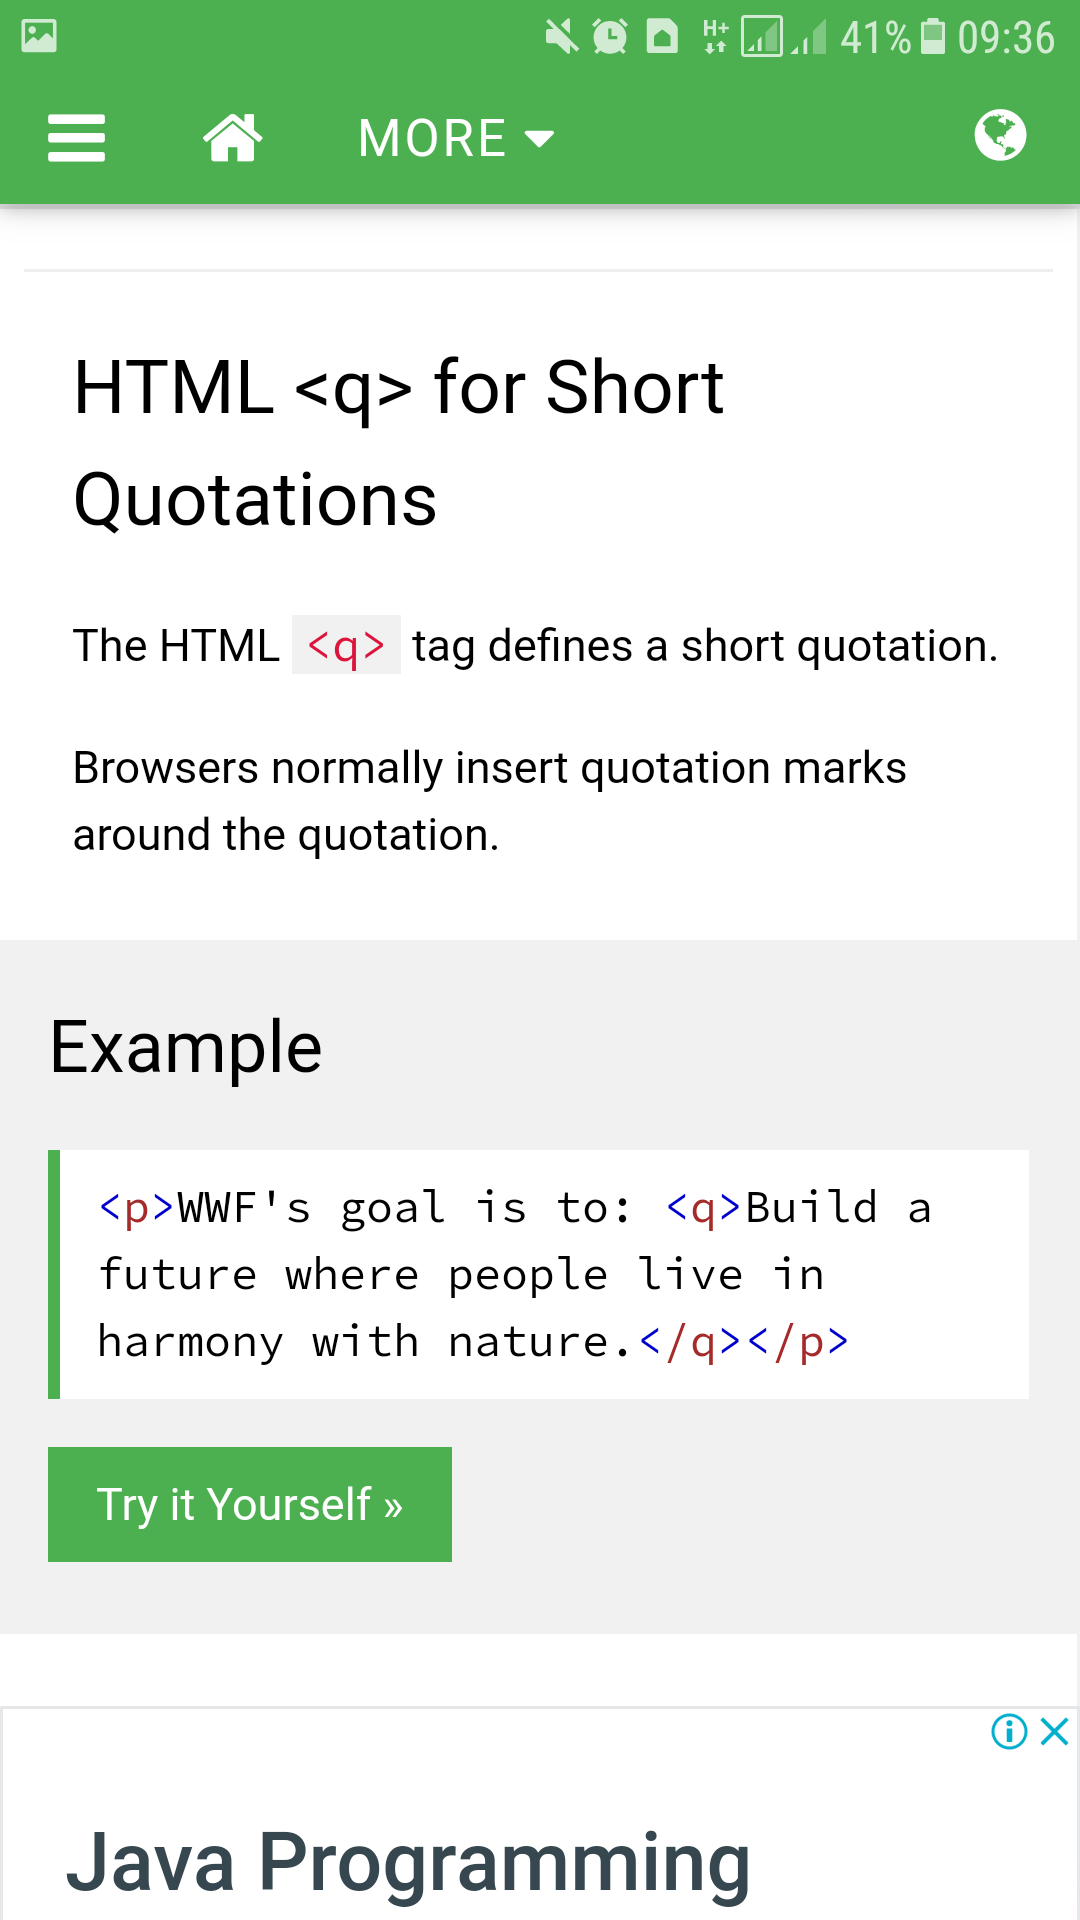 H+ 41% 09:36
MORE
HTML <q> for Short
Quotations
The HTML <q> tag defines a short quotation.
Browsers normally insert quotation marks
around the quotation.
Example
<p>WWF's goal is to: <q>Build a
future where people live in
harmony with nature.</q></p>
Try it Yourself »
Java Programming